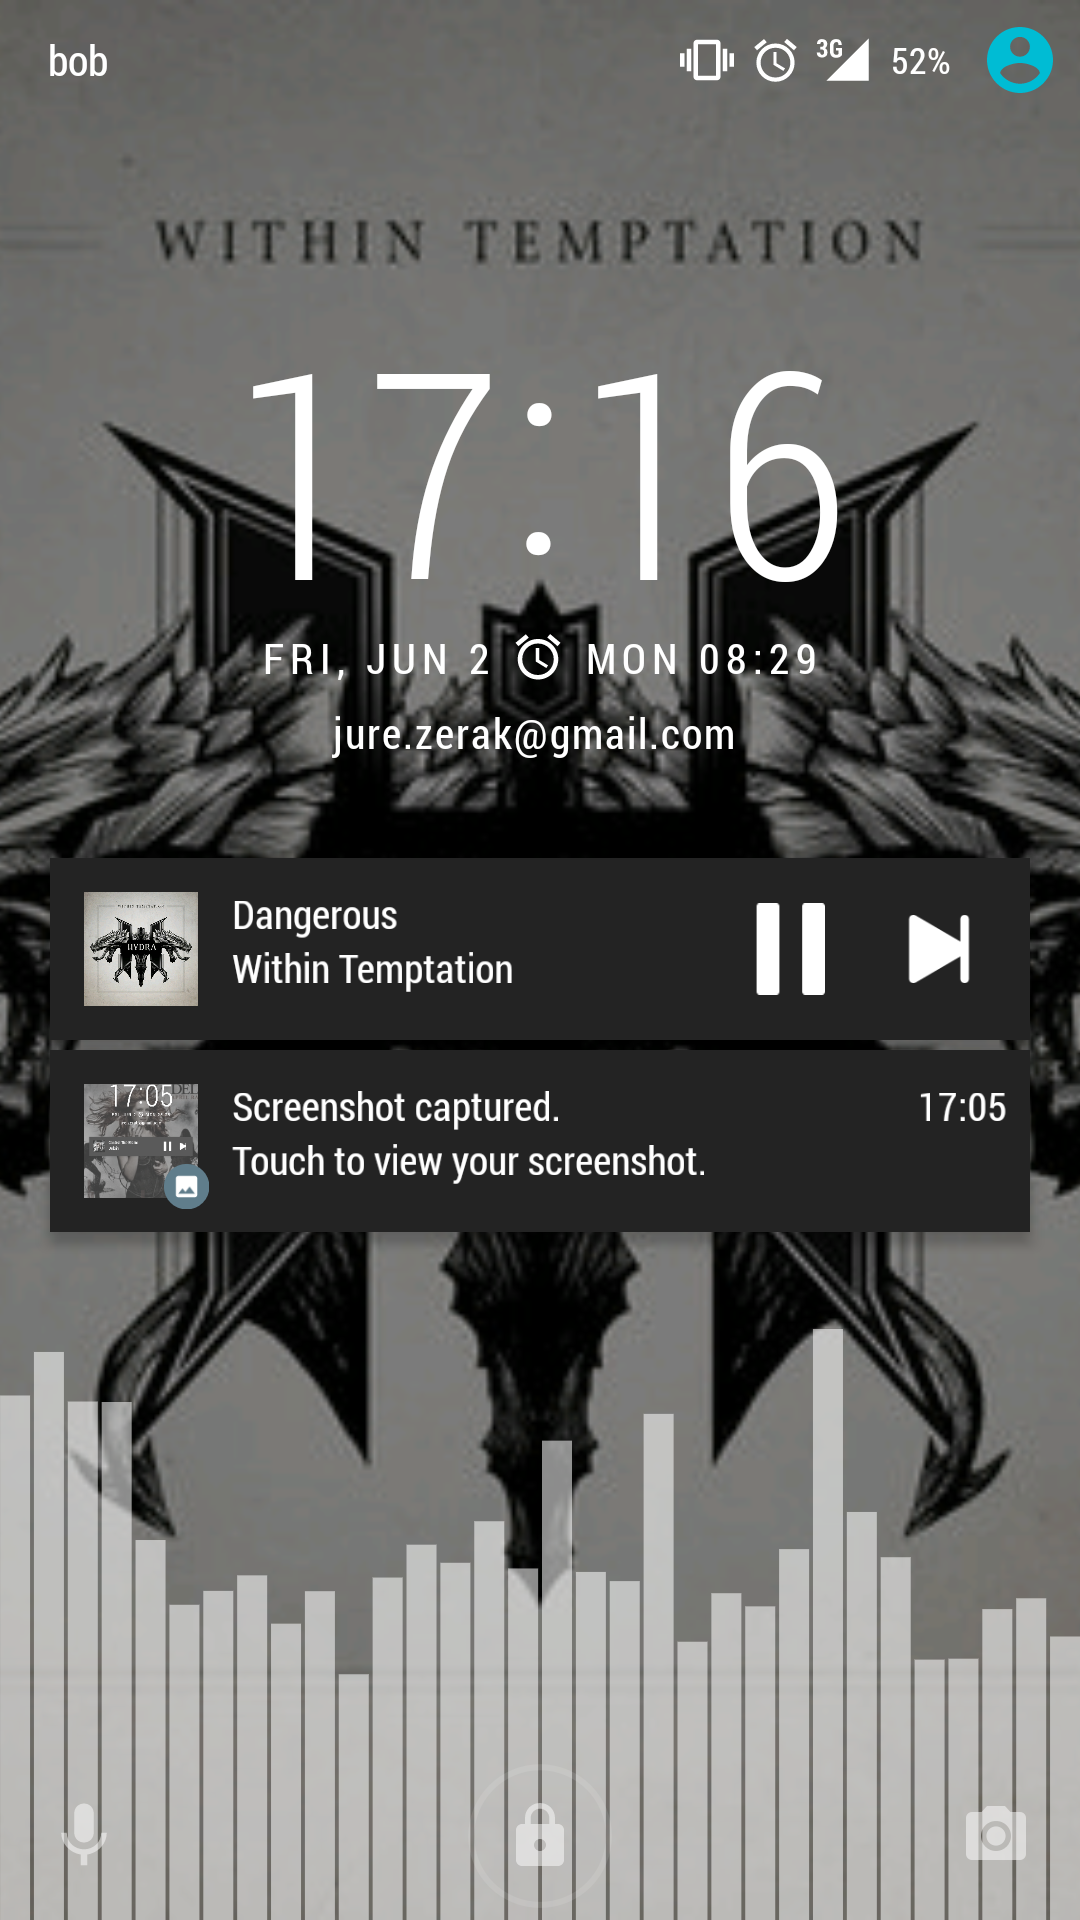 bob 3G 52%
WITHIN TEMPTATION
17:16
FRI, JUN 2 MON 08:29
jure.zerak@gmail.com
Dangerous
Within Temptation
HYDRA
Screenshot captured. 17:05
Touch to view your screenshot.
17:05